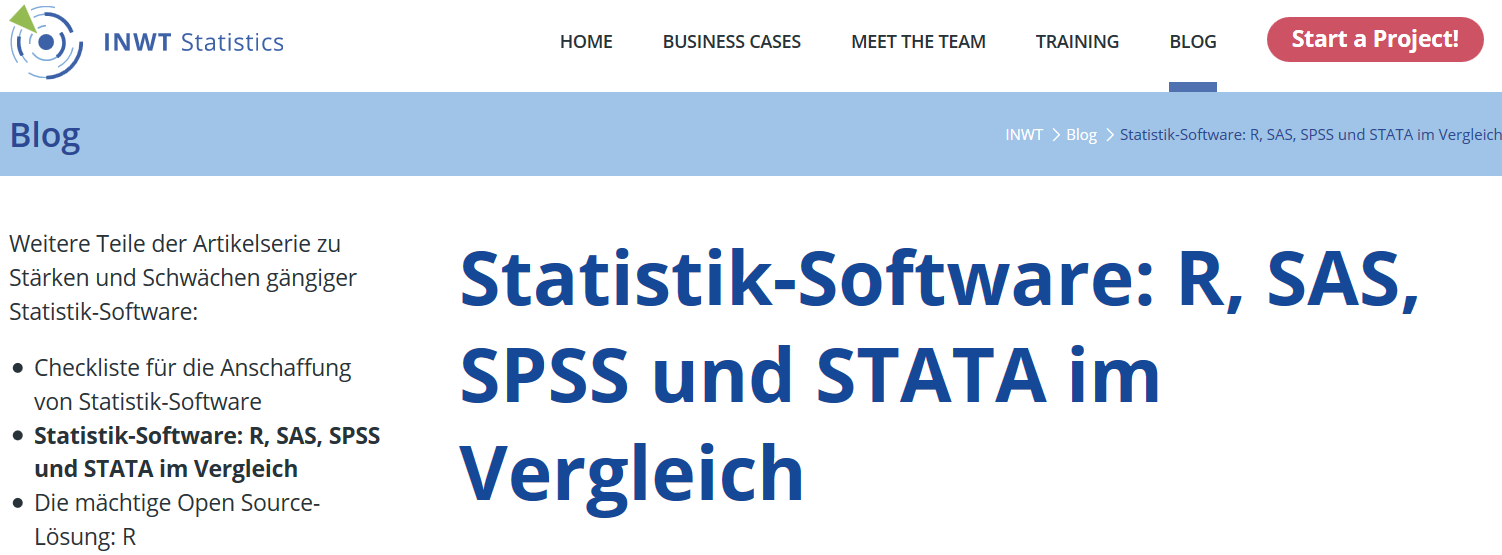 INWT Statistics
HOME
BUSINESS CASES
MEET THE TEAM
TRAINING
BLOG
Start a Project!
Blog
INWT > Blog > Statistik-Software: R, SAS, SPSS und STATA im Vergleich
Weitere Teile der Artikelserie zu
Stärken und Schwächen gängiger
Statistik-Software:
• Checkliste für die Anschaffung
von Statistik-Software
• Statistik-Software: R, SAS, SPSS
und STATA im Vergleich
• Die mächtige Open Source-
Lösung: R
Statistik-Software: R, SAS,
SPSS und STATA im
Vergleich